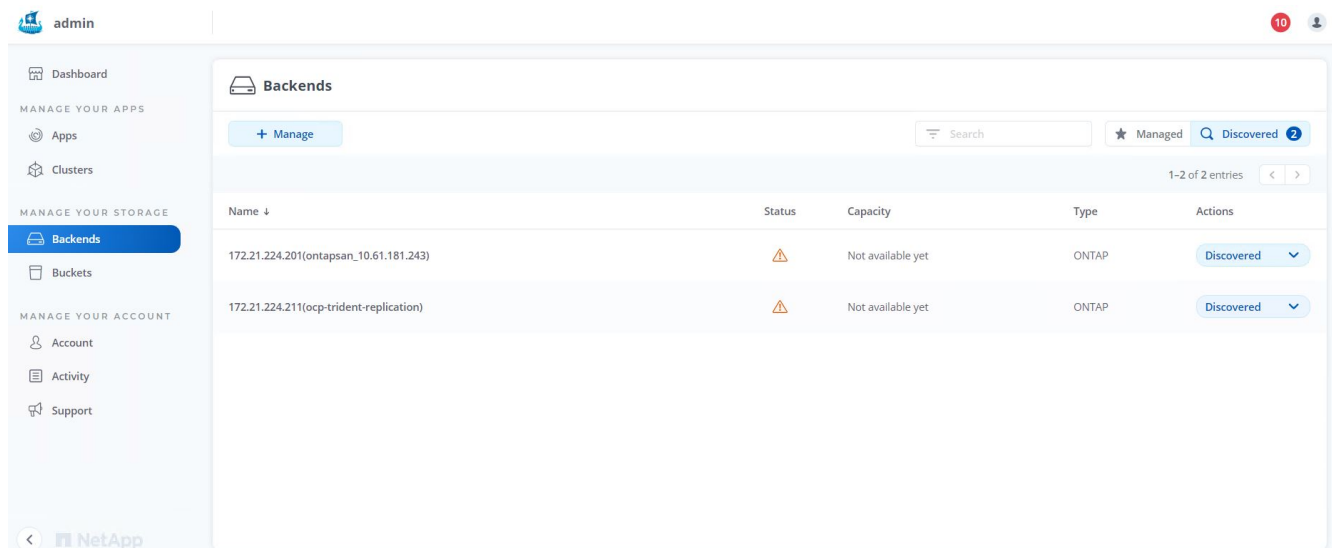 admin
10
Dashboard
MANAGE YOUR APPS
Apps
Clusters
MANAGE YOUR STORAGE
Backends
Buckets
MANAGE YOUR ACCOUNT
Account
Activity
Support
NetApp
Backends
+ Manage
Search
Managed
Discovered 2
1–2 of 2 entries
Name ↓ Status Capacity Type Actions
172.21.224.201(ontapsan_10.61.181.243) Not available yet ONTAP Discovered
172.21.224.211(ocp-trident-replication) Not available yet ONTAP Discovered